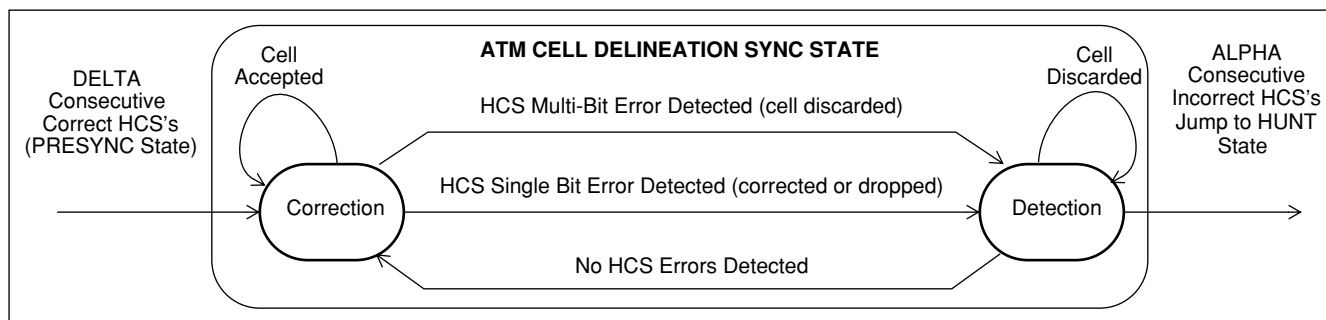 ATM CELL DELINEATION SYNC STATE
DELTA
Consecutive
Correct HCS's
(PRESYNC State)
Cell
Accepted
HCS Multi-Bit Error Detected (cell discarded)
Cell
Discarded
ALPHA
Consecutive
Incorrect HCS's
Jump to HUNT
State
Correction
HCS Single Bit Error Detected (corrected or dropped)
Detection
No HCS Errors Detected